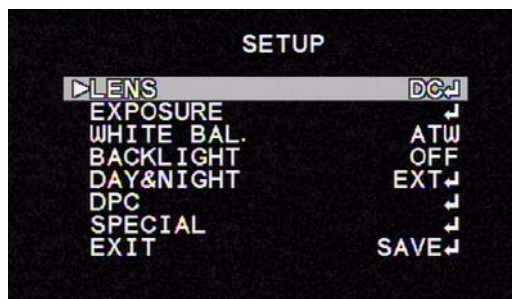 SETUP
▷LENS DC↵
EXPOSURE ↵
WHITE BAL. ATW
BACKLIGHT OFF
DAY&NIGHT EXT↵
DPC ↵
SPECIAL ↵
EXIT SAVE↵